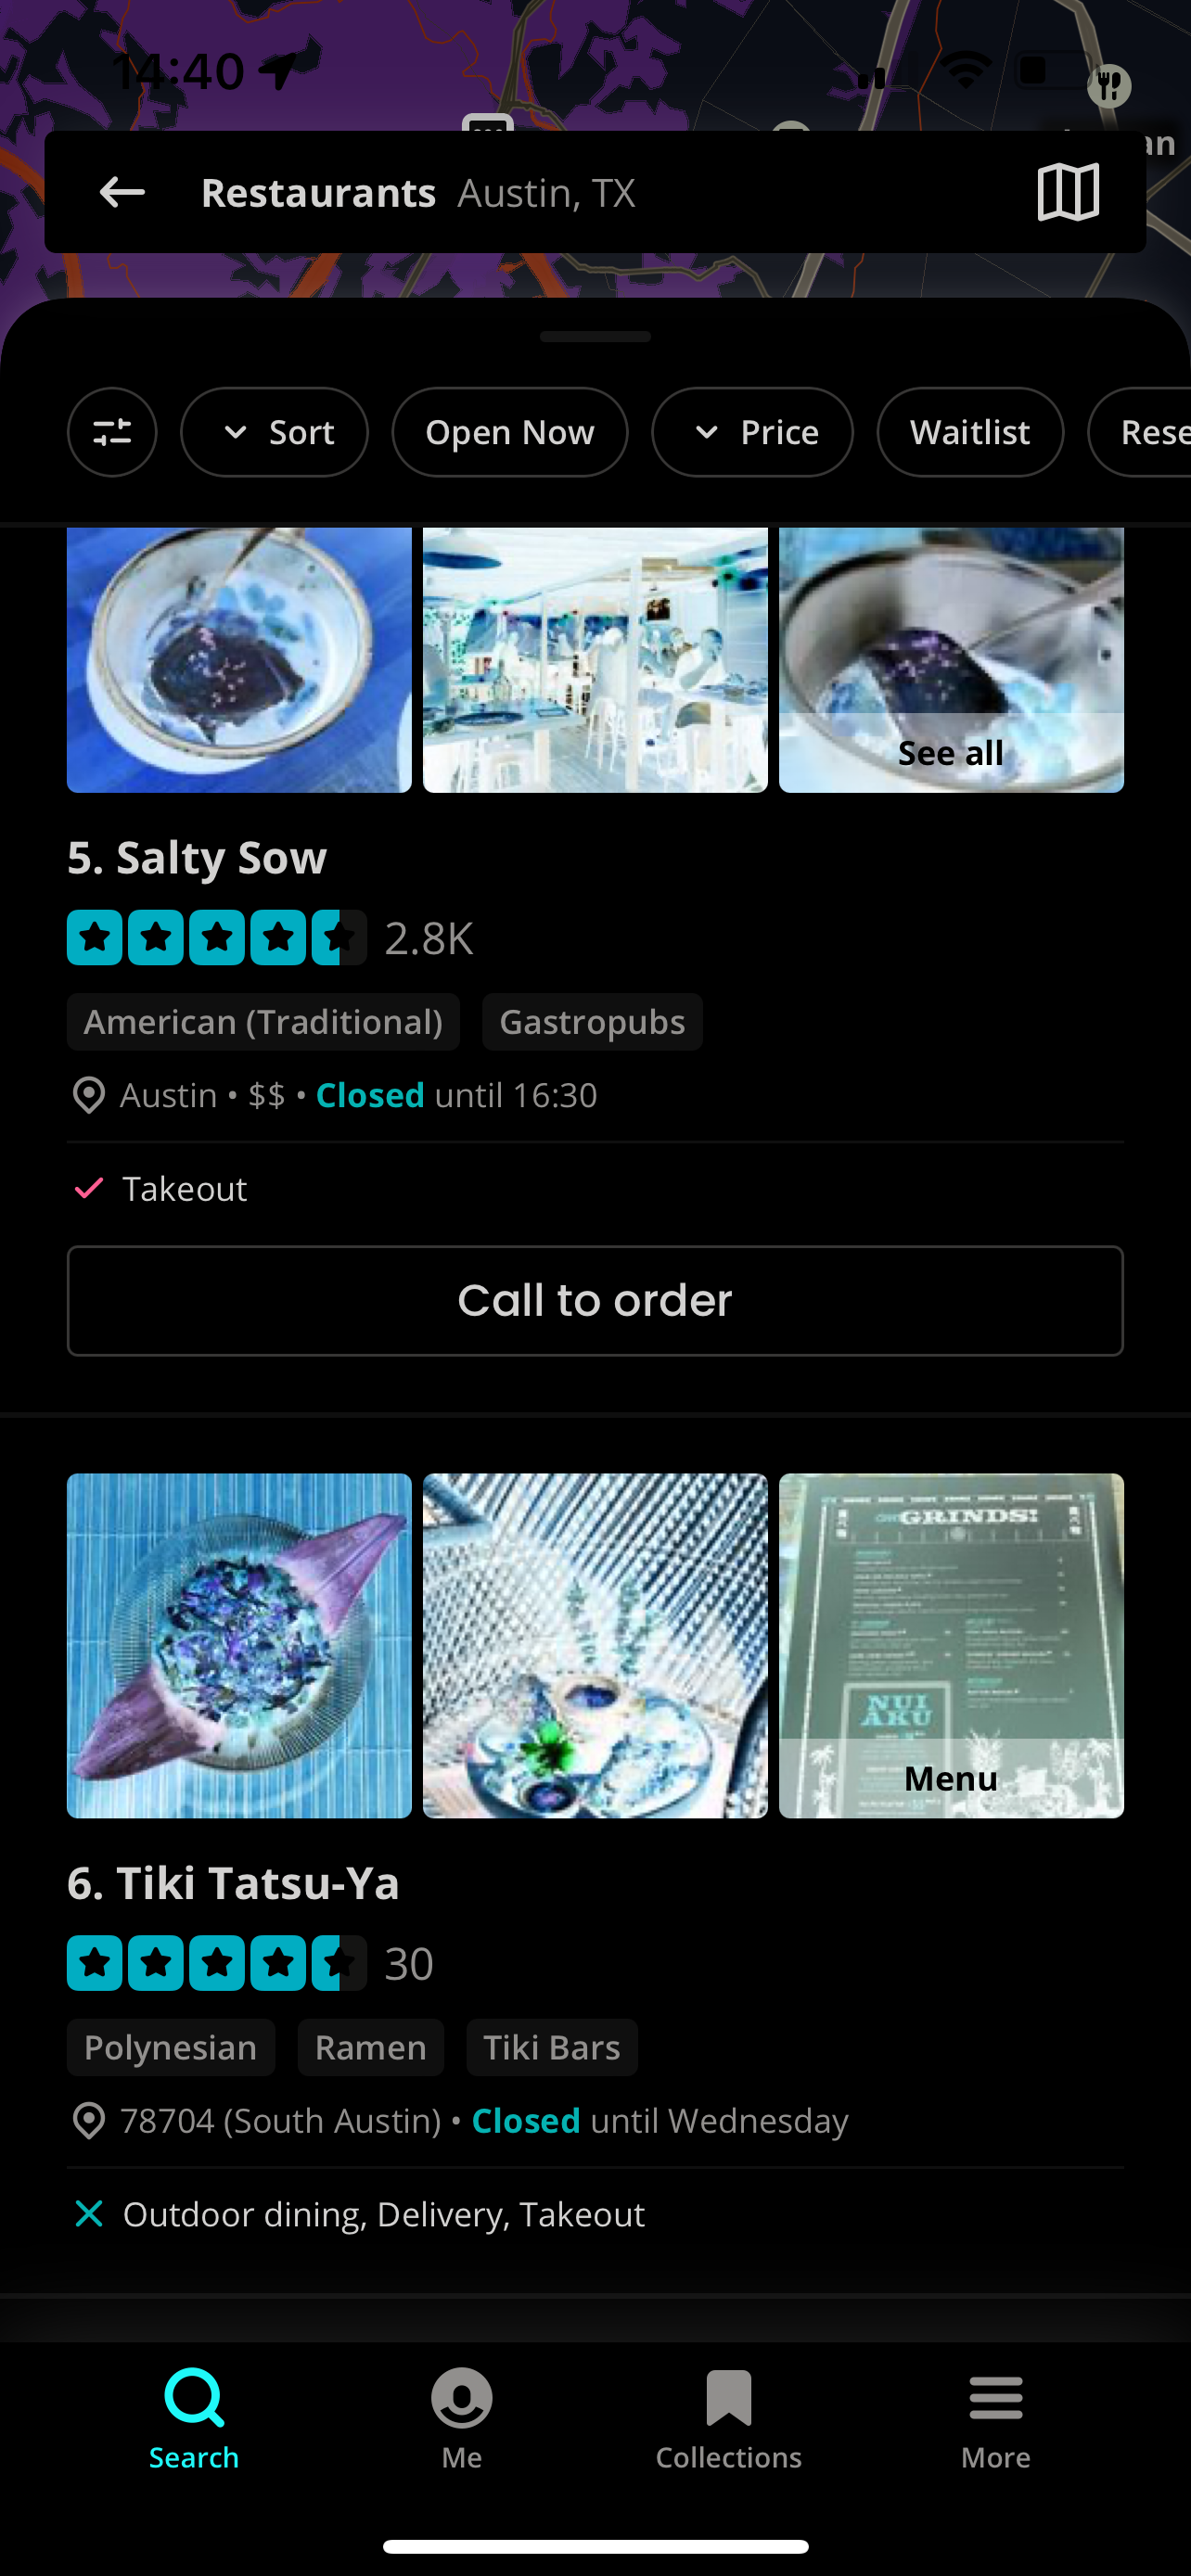 14:40
Restaurants Austin, TX
Sort
Open Now
Price
Waitlist
Rese
See all
5. Salty Sow
2.8K
American (Traditional)
Gastropubs
Austin • $$ • Closed until 16:30
Takeout
Call to order
GRINDS!
NUI
AKU
Menu
6. Tiki Tatsu-Ya
30
Polynesian
Ramen
Tiki Bars
78704 (South Austin) • Closed until Wednesday
Outdoor dining, Delivery, Takeout
Search
Me
Collections
More